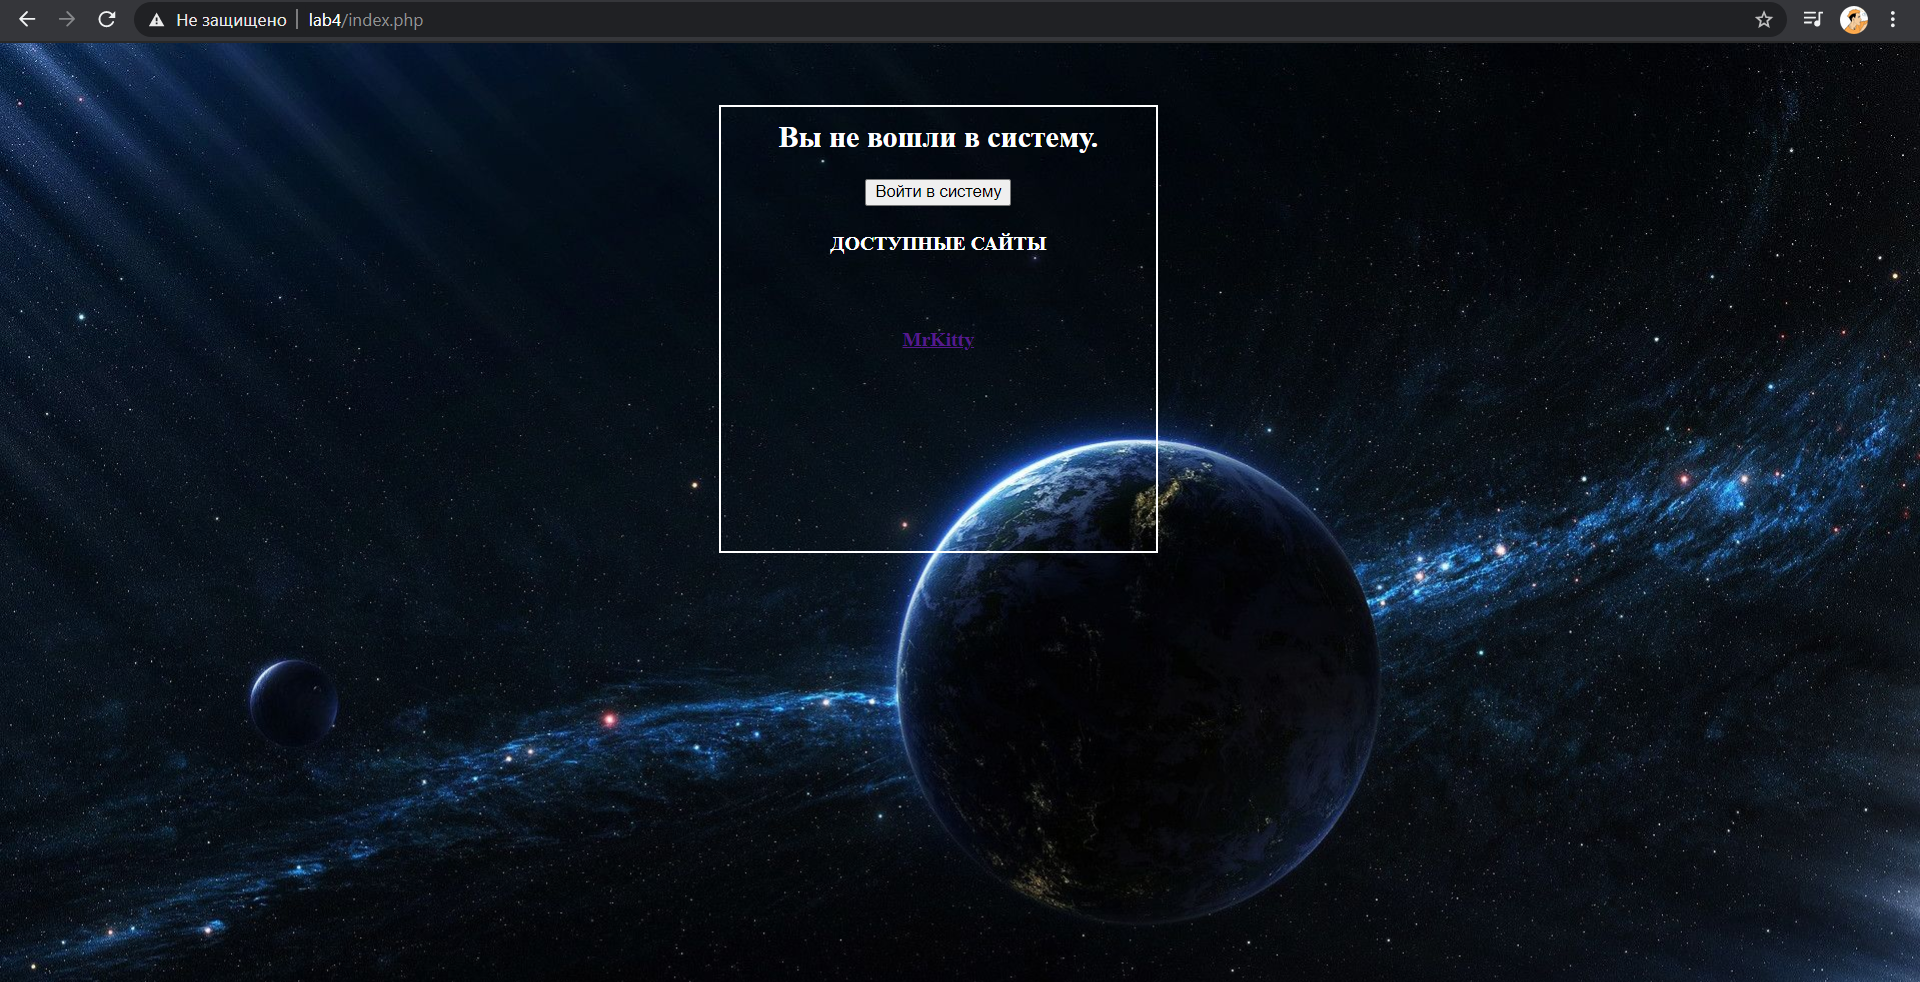 Не защищено | lab4/index.php
Вы не вошли в систему.
Войти в систему
ДОСТУПНЫЕ САЙТЫ
MrKitty